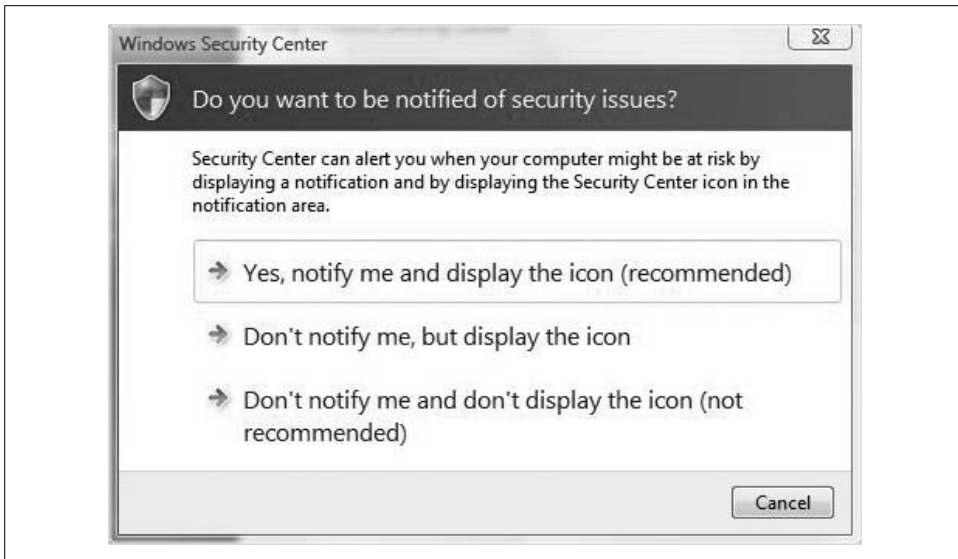 Windows Security Center
Do you want to be notified of security issues?
Security Center can alert you when your computer might be at risk by
displaying a notification and by displaying the Security Center icon in the
notification area.
Yes, notify me and display the icon (recommended)
Don't notify me, but display the icon
Don't notify me and don't display the icon (not
recommended)
Cancel